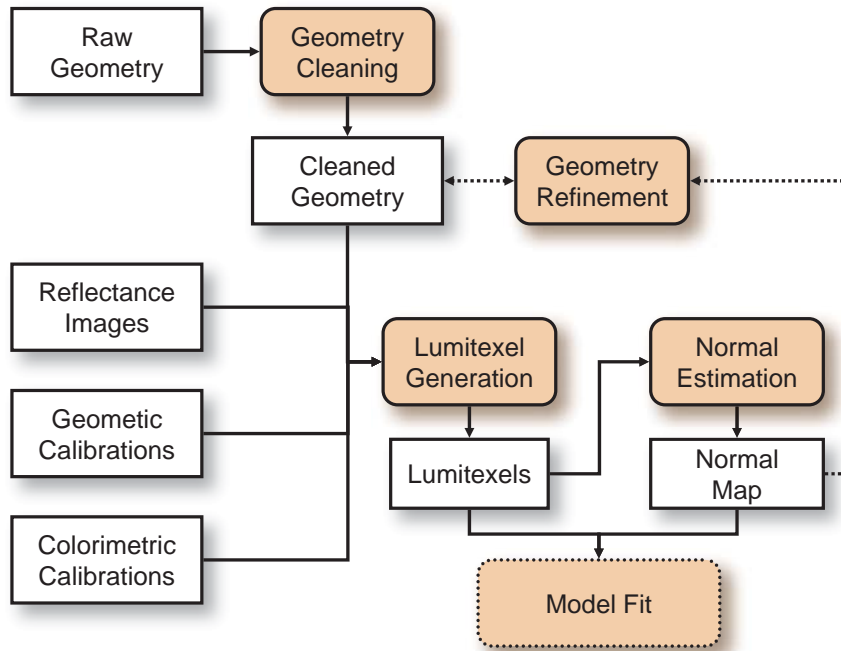 Raw
Geometry
Geometry
Cleaning
Cleaned
Geometry
Geometry
Refinement
Reflectance
Images
Lumitexel
Generation
Normal
Estimation
Geometic
Calibrations
Lumitexels
Normal
Map
Colorimetric
Calibrations
Model Fit